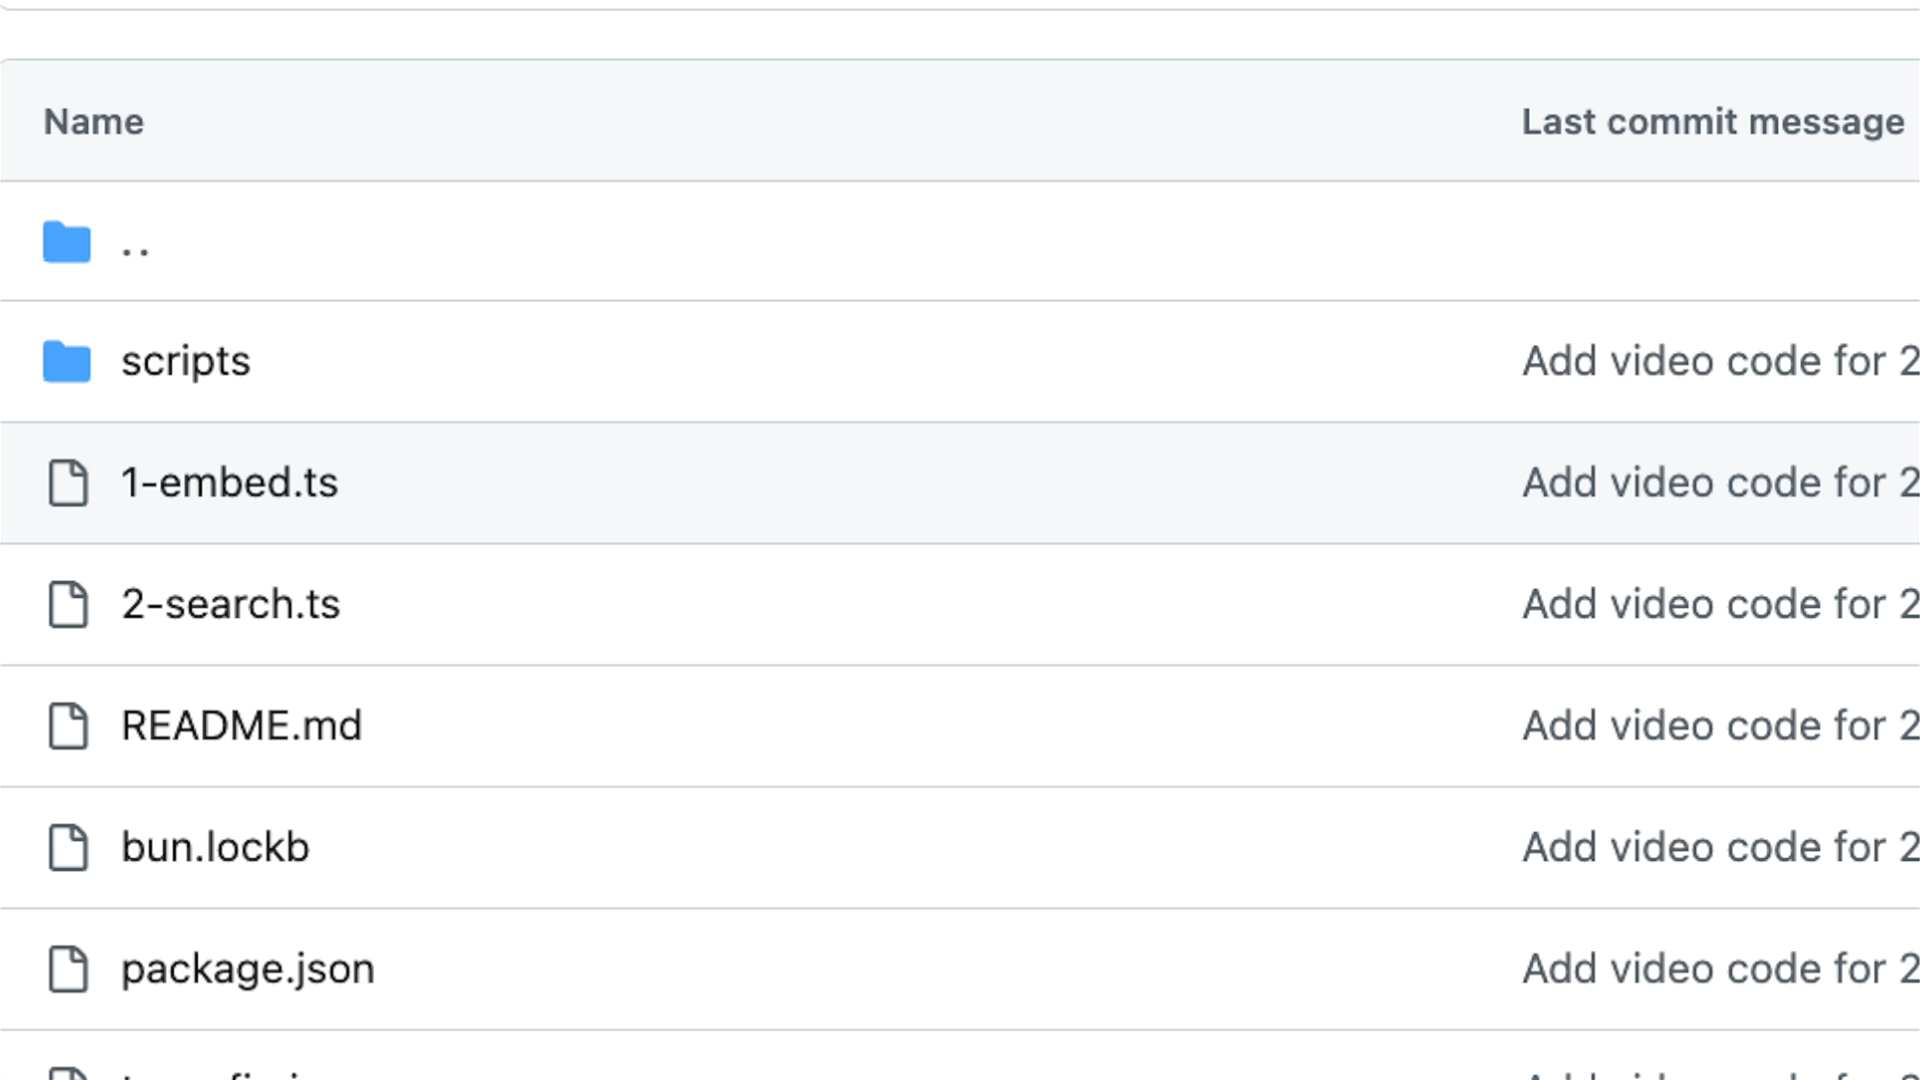 Name Last commit message
..
scripts Add video code for 2
1-embed.ts Add video code for 2
2-search.ts Add video code for 2
README.md Add video code for 2
bun.lockb Add video code for 2
package.json Add video code for 2